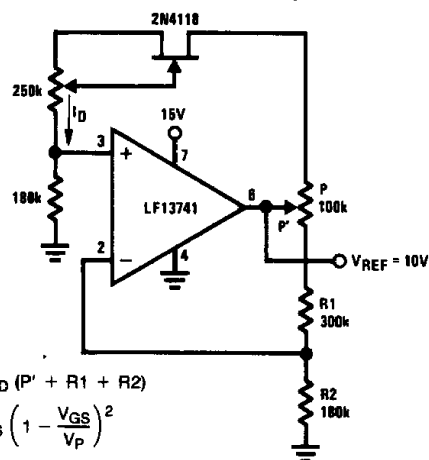 2N4118
250k
I_D
15V
3
+
7
180k
LF13741
6
P
100k
P'
2
−
4
V_REF = 10V
R1
300k
R2
180k
D (P' + R1 + R2)
S (1 − V_GS/V_P)^2